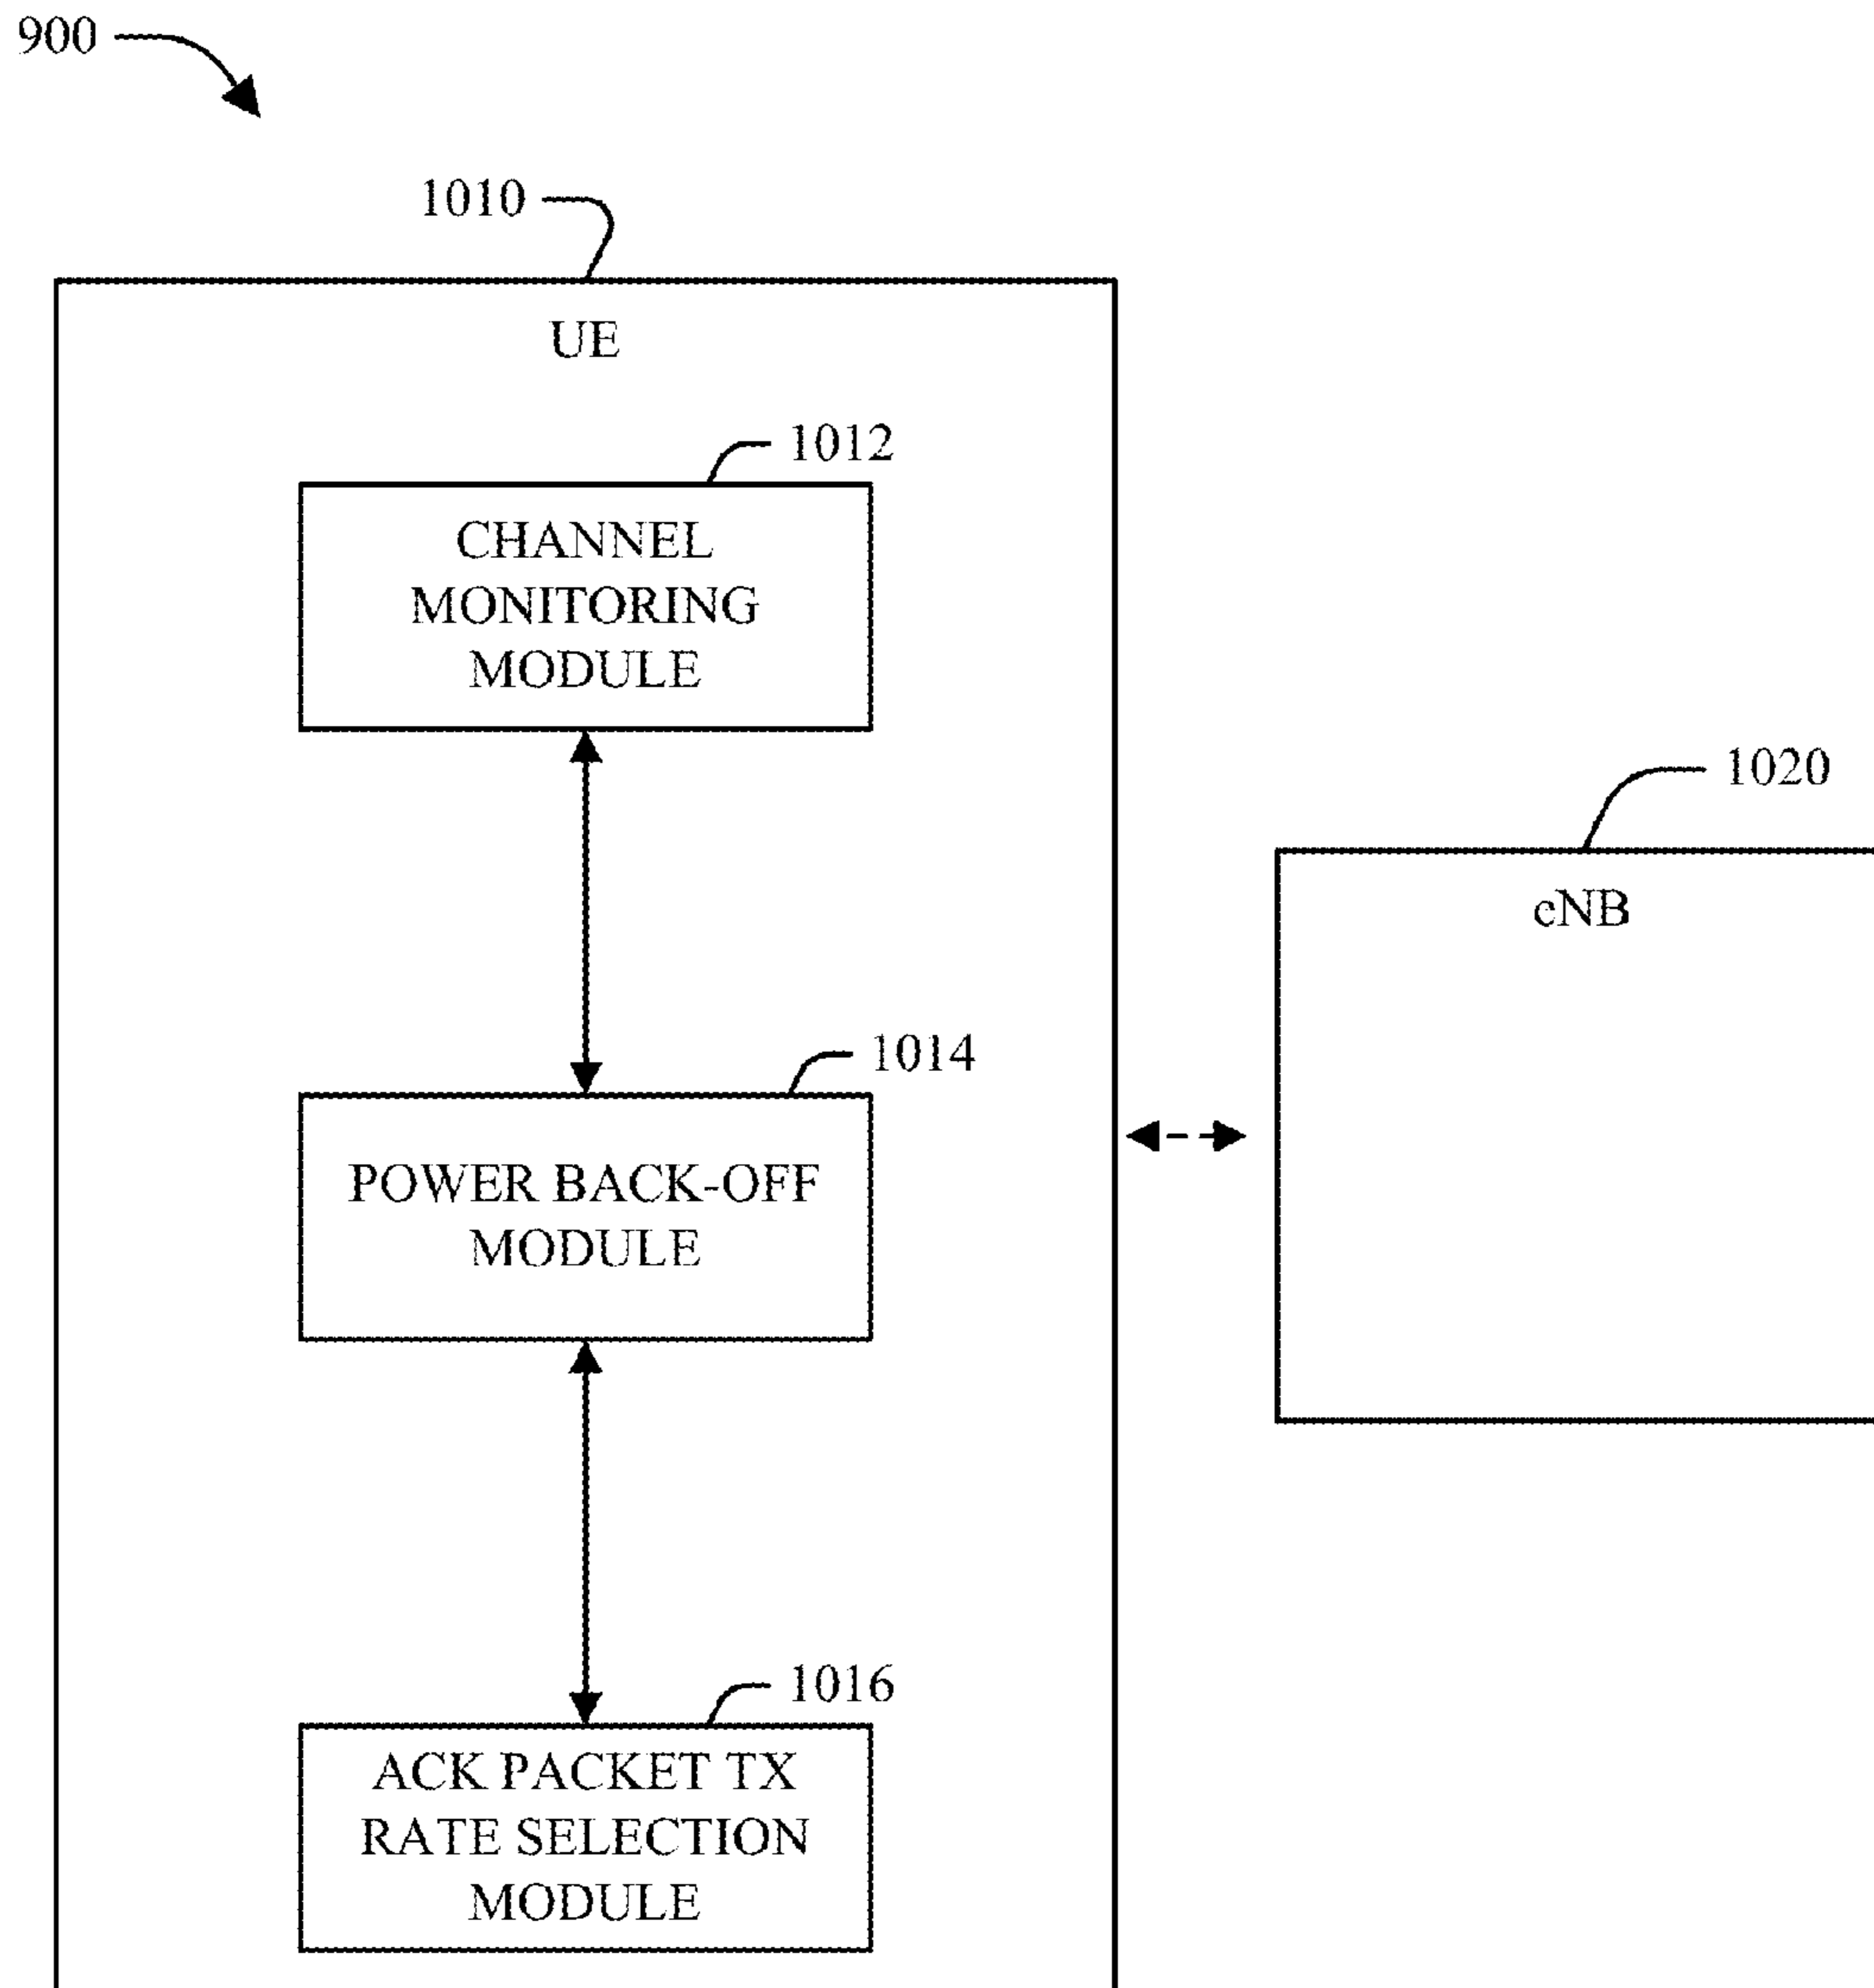 900
1010
UE
1012
CHANNEL
MONITORING
MODULE
1020
eNB
1014
POWER BACK-OFF
MODULE
1016
ACK PACKET TX
RATE SELECTION
MODULE